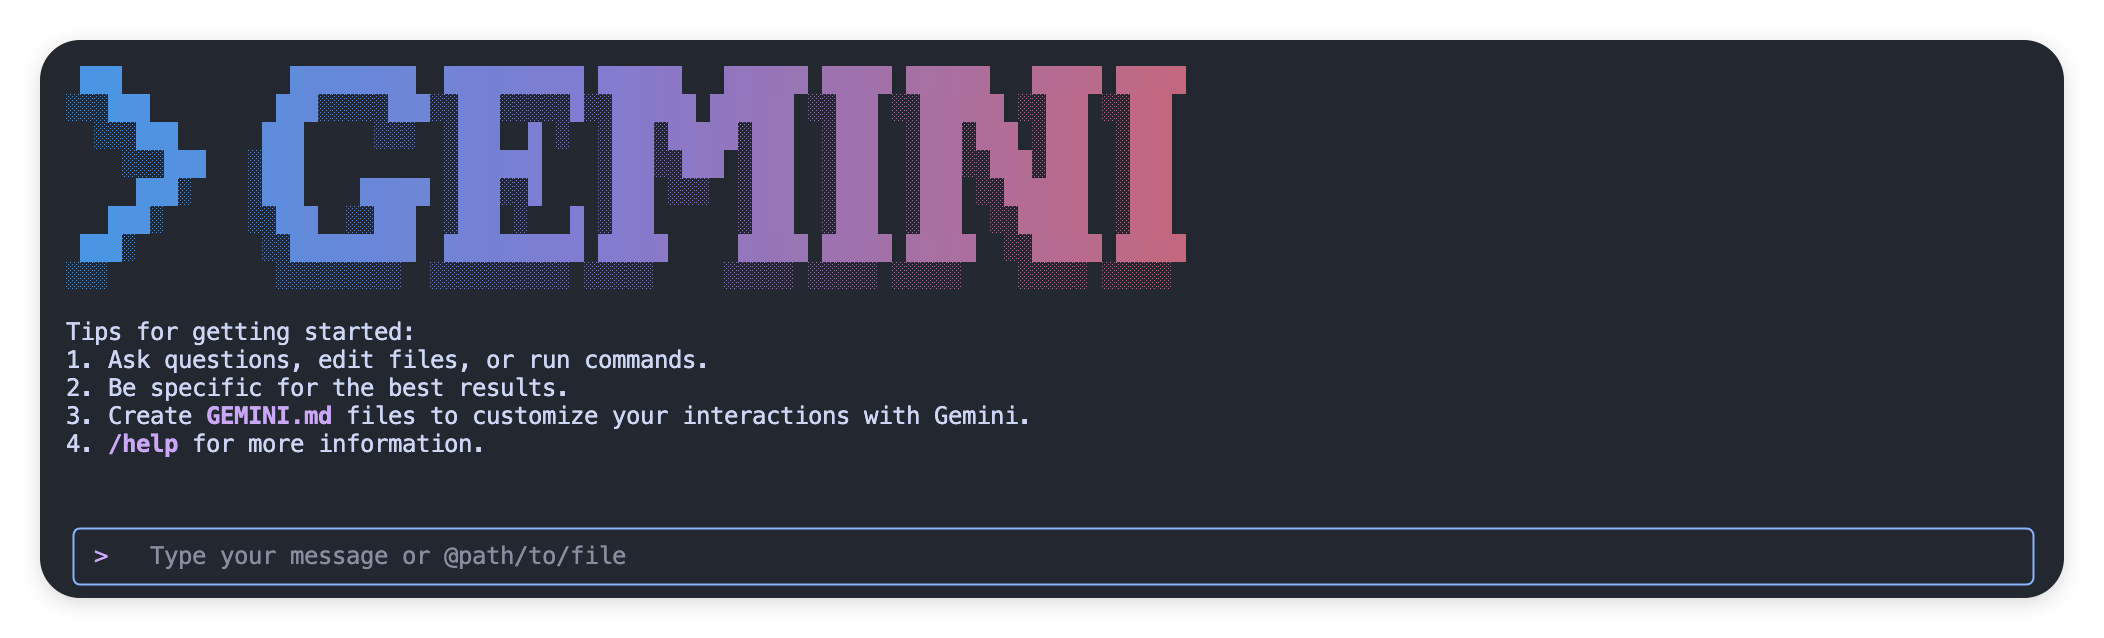 > GEMINI
Tips for getting started:
1. Ask questions, edit files, or run commands.
2. Be specific for the best results.
3. Create GEMINI.md files to customize your interactions with Gemini.
4. /help for more information.
> Type your message or @path/to/file